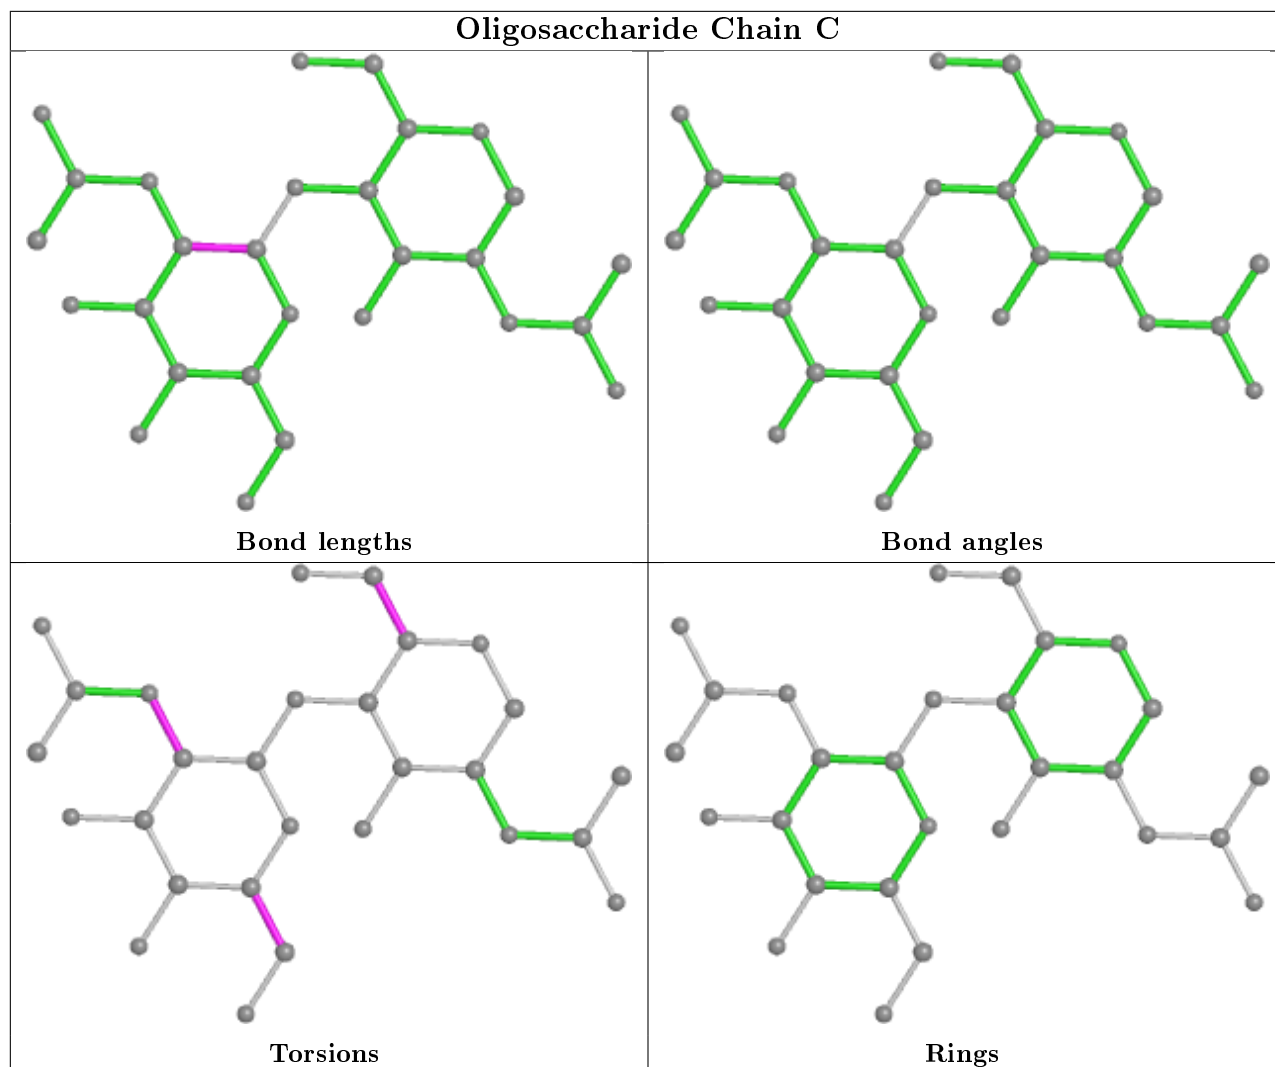 Oligosaccharide Chain C
Bond lengths
Bond angles
Torsions
Rings